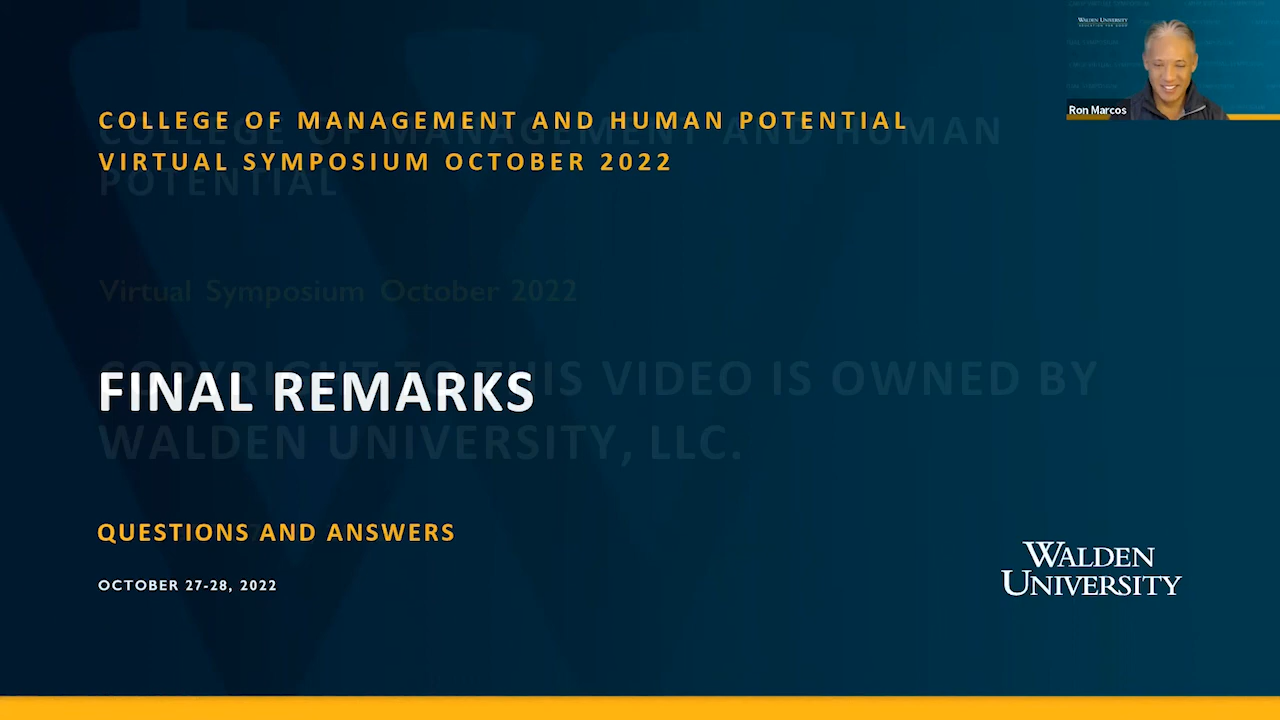 COLLEGE OF MANAGEMENT AND HUMAN POTENTIAL
VIRTUAL SYMPOSIUM OCTOBER 2022
COLLEGE OF MANAGEMENT AND HUMAN
POTENTIAL
Virtual Symposium October 2022
FINAL REMARKS
COPYRIGHT TO THIS VIDEO IS OWNED BY
WALDEN UNIVERSITY, LLC.
QUESTIONS AND ANSWERS
OCTOBER 27-28, 2022
WALDEN
UNIVERSITY
WALDEN UNIVERSITY
Ron Marcos